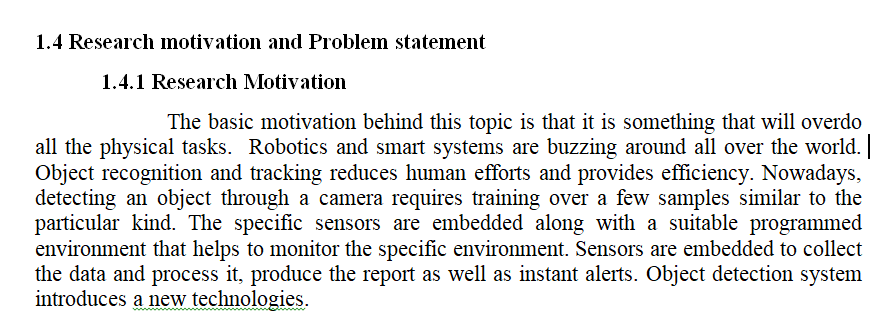 1.4 Research motivation and Problem statement
1.4.1 Research Motivation
The basic motivation behind this topic is that it is something that will overdo
all the physical tasks. Robotics and smart systems are buzzing around all over the world.
Object recognition and tracking reduces human efforts and provides efficiency. Nowadays,
detecting an object through a camera requires training over a few samples similar to the
particular kind. The specific sensors are embedded along with a suitable programmed
environment that helps to monitor the specific environment. Sensors are embedded to collect
the data and process it, produce the report as well as instant alerts. Object detection system
introduces a new technologies.